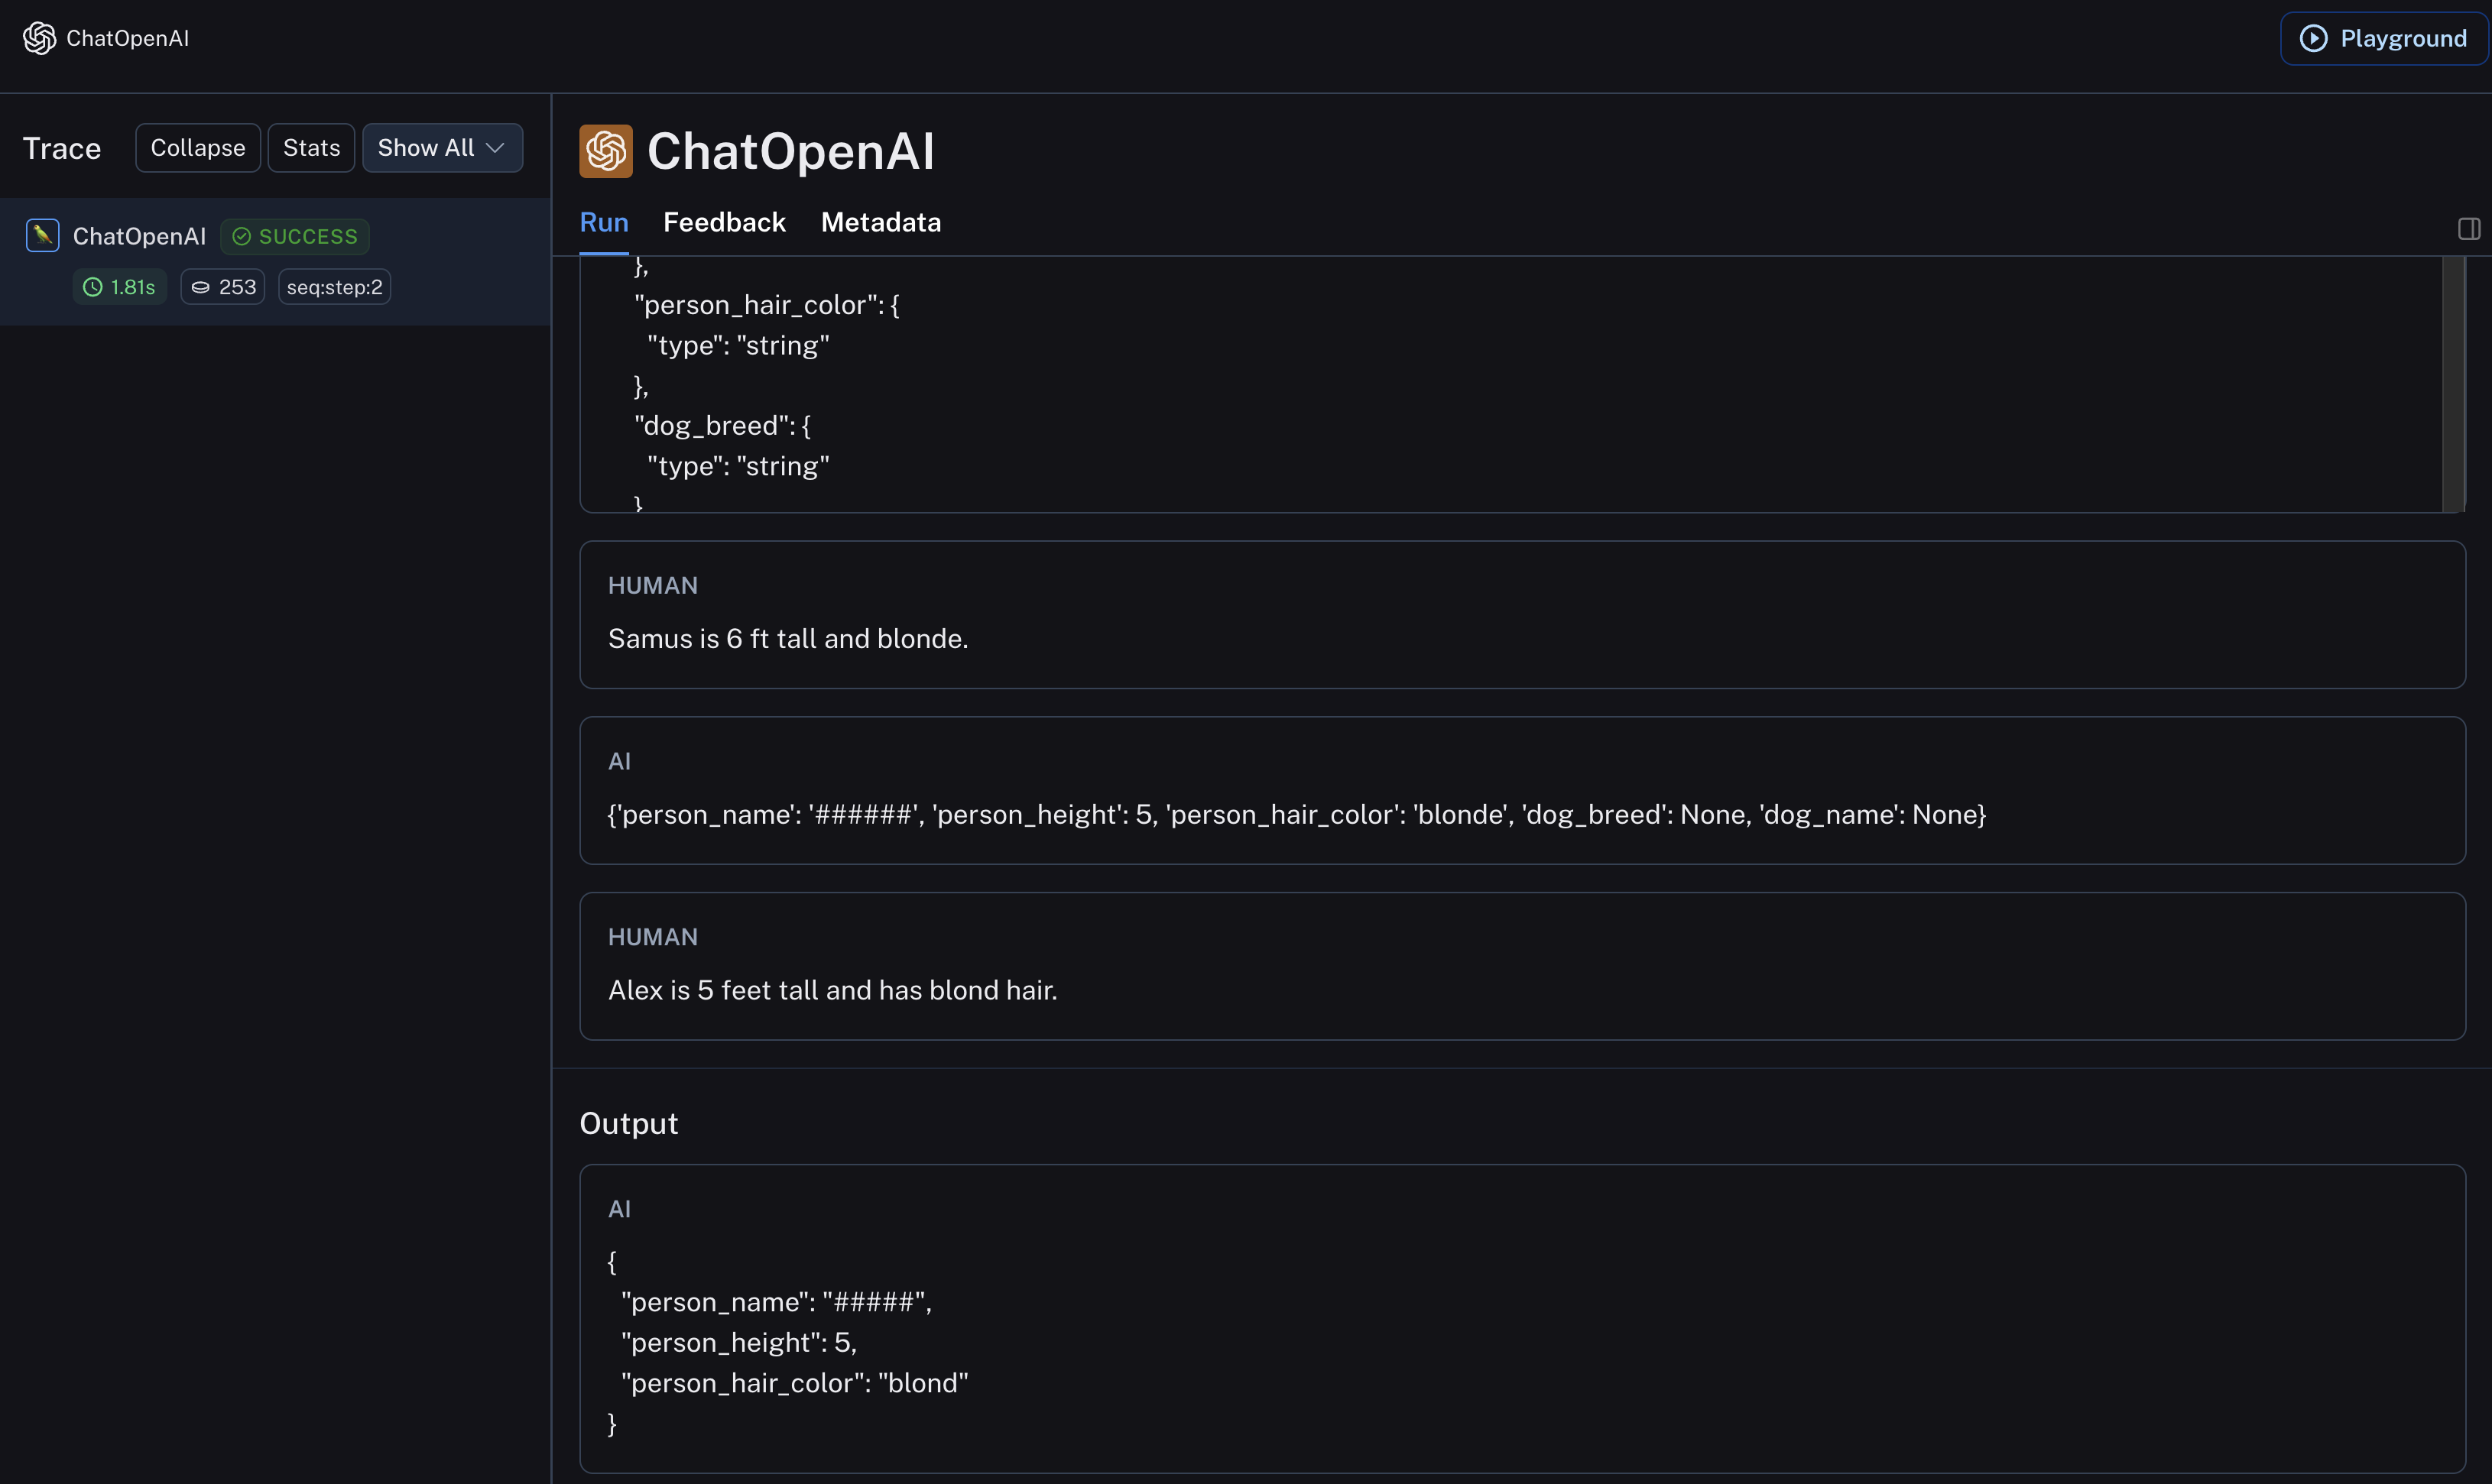 ChatOpenAI
Playground
Trace
Collapse
Stats
Show All
ChatOpenAI
SUCCESS
1.81s
253
seq:step:2
ChatOpenAI
Run
Feedback
Metadata
},
"person_hair_color": {
"type": "string"
},
"dog_breed": {
"type": "string"
}
HUMAN
Samus is 6 ft tall and blonde.
AI
{'person_name': '######', 'person_height': 5, 'person_hair_color': 'blonde', 'dog_breed': None, 'dog_name': None}
HUMAN
Alex is 5 feet tall and has blond hair.
Output
AI
{
"person_name": "#####",
"person_height": 5,
"person_hair_color": "blond"
}